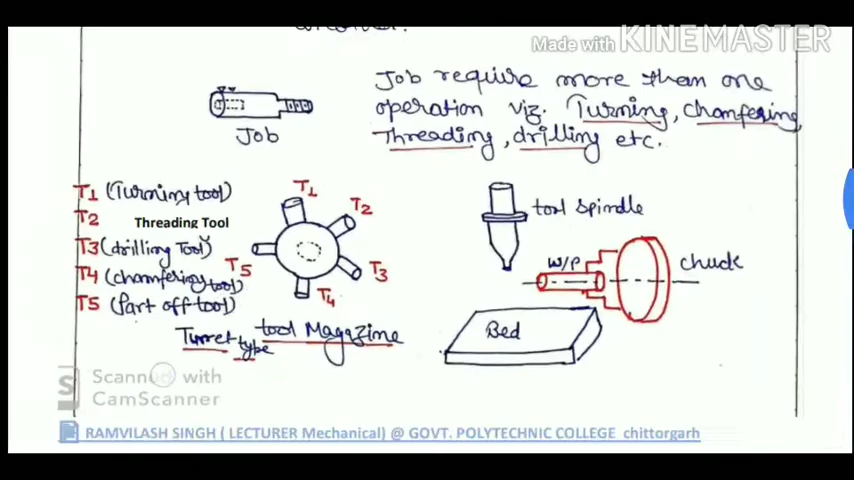 Made with KINEMASTER
Job require more than one
operation viz. Turning, chamfering,
Threading, drilling etc.
Job
T1 (Turning tool)
T2 Threading Tool
T3 (drilling Tool)
T4 (chamfering tool)
T5 (Part off tool)
T1
T2
T3
T4
T5
Turret type tool Magazine
tool Spindle
W/P
Chuck
Bed
Scanned with
CamScanner
RAMVILASH SINGH ( LECTURER Mechanical) @ GOVT. POLYTECHNIC COLLEGE chittorgarh